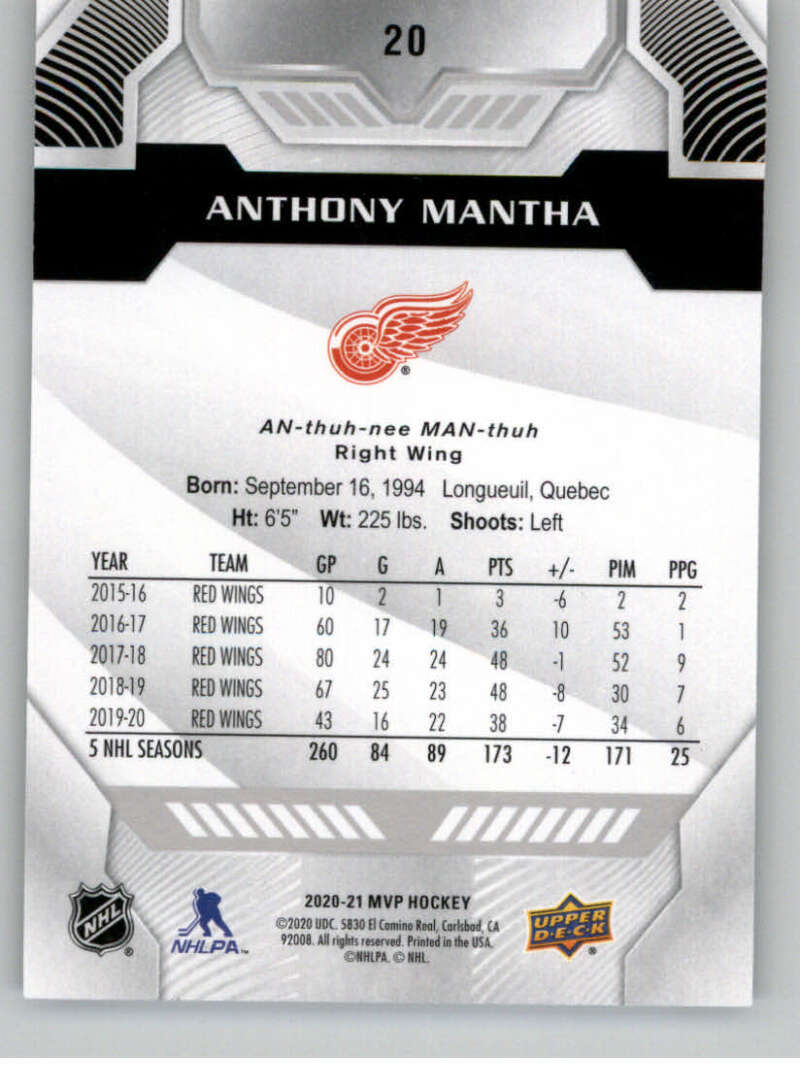 20
ANTHONY MANTHA
®
AN-thuh-nee MAN-thuh
Right Wing
Born: September 16, 1994 Longueuil, Quebec
Ht: 6'5" Wt: 225 lbs. Shoots: Left
YEAR TEAM GP G A PTS +/- PIM PPG
2015-16 RED WINGS 10 2 1 3 -6 2 2
2016-17 RED WINGS 60 17 19 36 10 53 1
2017-18 RED WINGS 80 24 24 48 -1 52 9
2018-19 RED WINGS 67 25 23 48 -8 30 7
2019-20 RED WINGS 43 16 22 38 -7 34 6
5 NHL SEASONS 260 84 89 173 -12 171 25
NHL ®
NHLPA™
2020-21 MVP HOCKEY
©2020 UDC. 5830 El Camino Real, Carlsbad, CA
92008. All rights reserved. Printed in the USA.
©NHLPA. © NHL.
UPPER
D·E·C·K
®